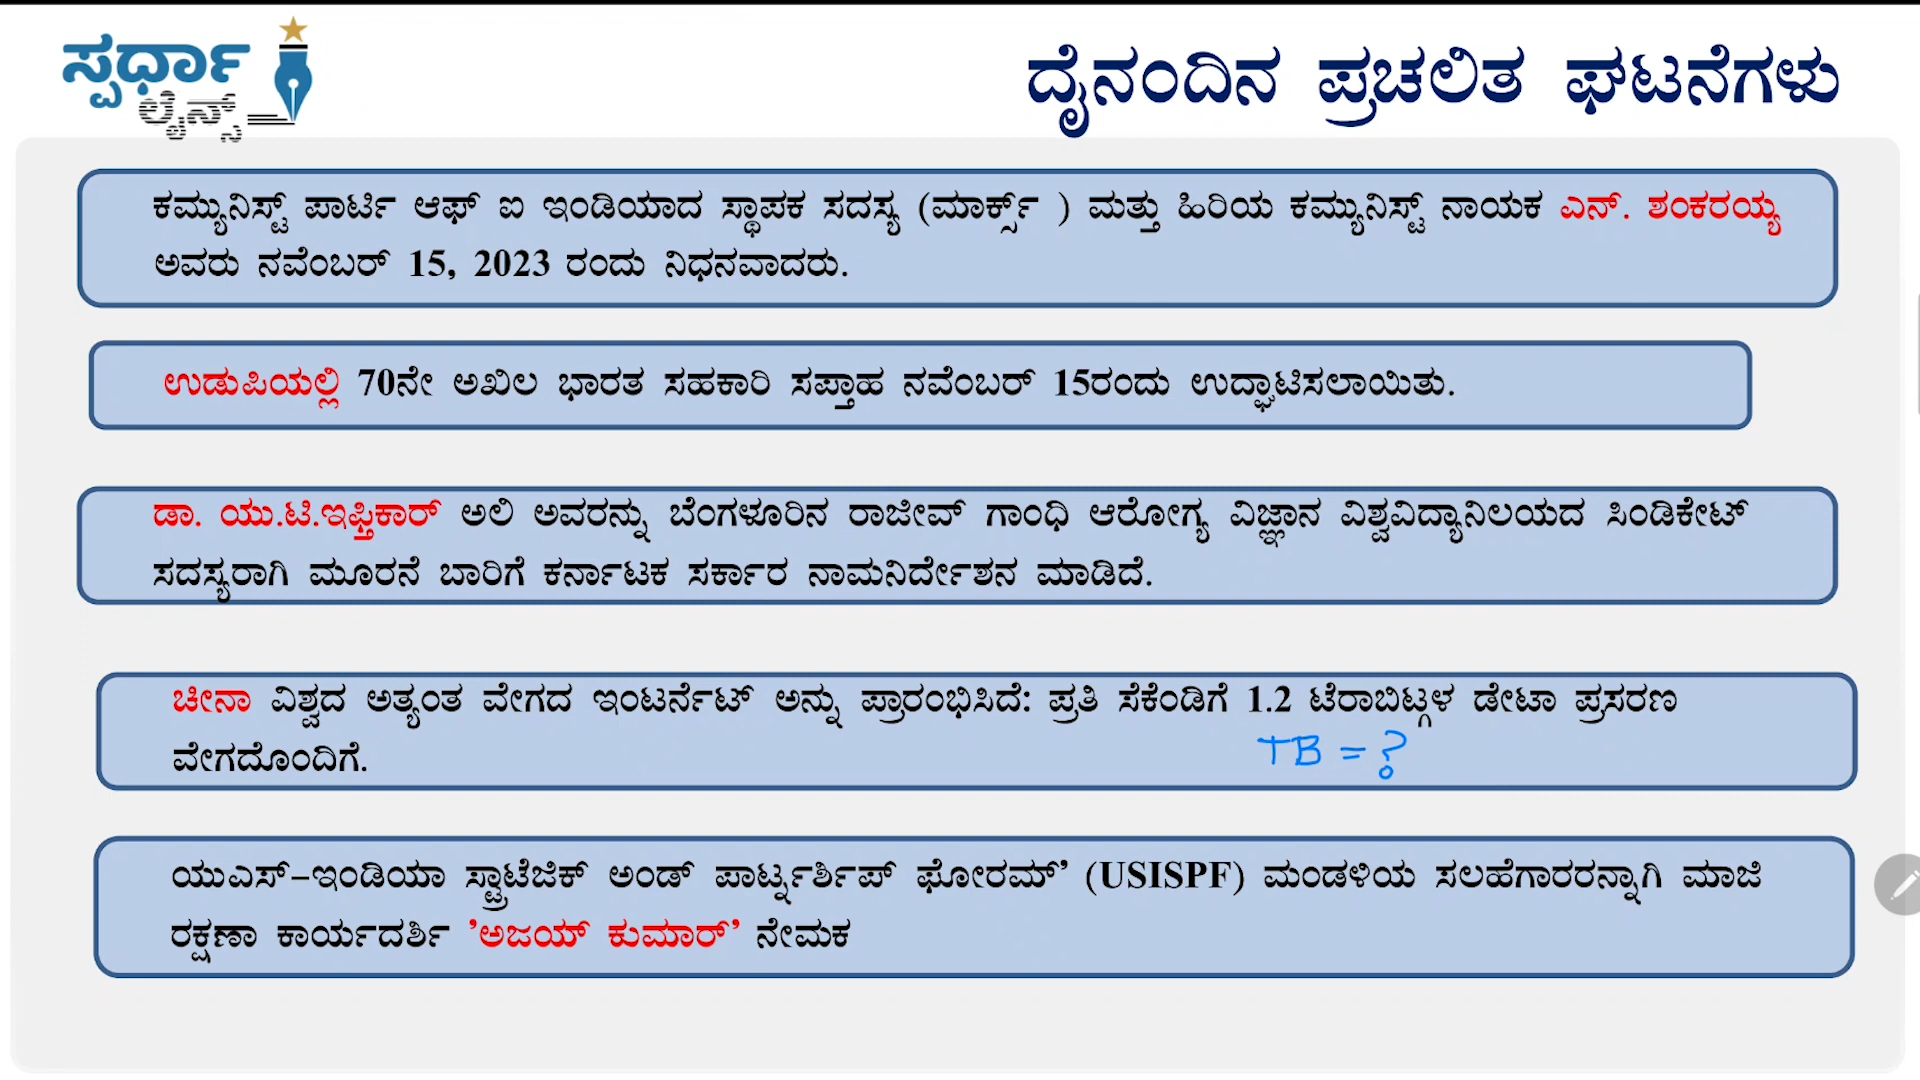 ಸ್ಪರ್ಧಾ
ಲೈನ್ಸ್
ದೈನಂದಿನ ಪ್ರಚಲಿತ ಘಟನೆಗಳು
ಕಮ್ಯುನಿಸ್ಟ್ ಪಾರ್ಟಿ ಆಫ್ ಐ ಇಂಡಿಯಾದ ಸ್ಥಾಪಕ ಸದಸ್ಯ (ಮಾರ್ಕ್ಸ್ ) ಮತ್ತು ಹಿರಿಯ ಕಮ್ಯುನಿಸ್ಟ್ ನಾಯಕ ಎನ್. ಶಂಕರಯ್ಯ
ಅವರು ನವೆಂಬರ್ 15, 2023 ರಂದು ನಿಧನವಾದರು.
ಉಡುಪಿಯಲ್ಲಿ 70ನೇ ಅಖಿಲ ಭಾರತ ಸಹಕಾರಿ ಸಪ್ತಾಹ ನವೆಂಬರ್ 15ರಂದು ಉದ್ಘಾಟಿಸಲಾಯಿತು.
ಡಾ. ಯು.ಟಿ.ಇಫ್ತಿಕಾರ್ ಅಲಿ ಅವರನ್ನು ಬೆಂಗಳೂರಿನ ರಾಜೀವ್ ಗಾಂಧಿ ಆರೋಗ್ಯ ವಿಜ್ಞಾನ ವಿಶ್ವವಿದ್ಯಾನಿಲಯದ ಸಿಂಡಿಕೇಟ್
ಸದಸ್ಯರಾಗಿ ಮೂರನೆ ಬಾರಿಗೆ ಕರ್ನಾಟಕ ಸರ್ಕಾರ ನಾಮನಿರ್ದೇಶನ ಮಾಡಿದೆ.
ಚೀನಾ ವಿಶ್ವದ ಅತ್ಯಂತ ವೇಗದ ಇಂಟರ್ನೆಟ್ ಅನ್ನು ಪ್ರಾರಂಭಿಸಿದೆ: ಪ್ರತಿ ಸೆಕೆಂಡಿಗೆ 1.2 ಟೆರಾಬಿಟ್ಗಳ ಡೇಟಾ ಪ್ರಸರಣ
ವೇಗದೊಂದಿಗೆ.
TB = ?
ಯುಎಸ್-ಇಂಡಿಯಾ ಸ್ಟ್ರಾಟೆಜಿಕ್ ಅಂಡ್ ಪಾರ್ಟ್ನರ್ಶಿಪ್ ಫೋರಮ್' (USISPF) ಮಂಡಳಿಯ ಸಲಹೆಗಾರರನ್ನಾಗಿ ಮಾಜಿ
ರಕ್ಷಣಾ ಕಾರ್ಯದರ್ಶಿ 'ಅಜಯ್ ಕುಮಾರ್' ನೇಮಕ